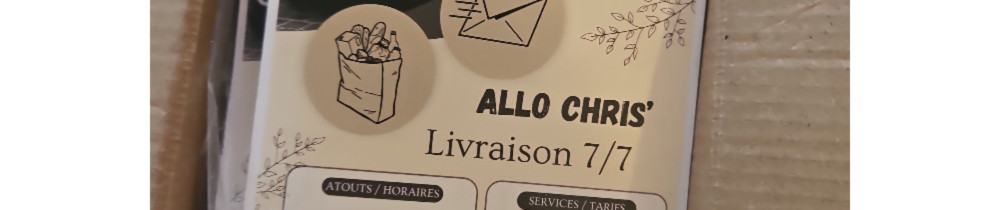 ALLO CHRIS'
Livraison 7/7
ATOUTS / HORAIRES
SERVICES / TARIFS